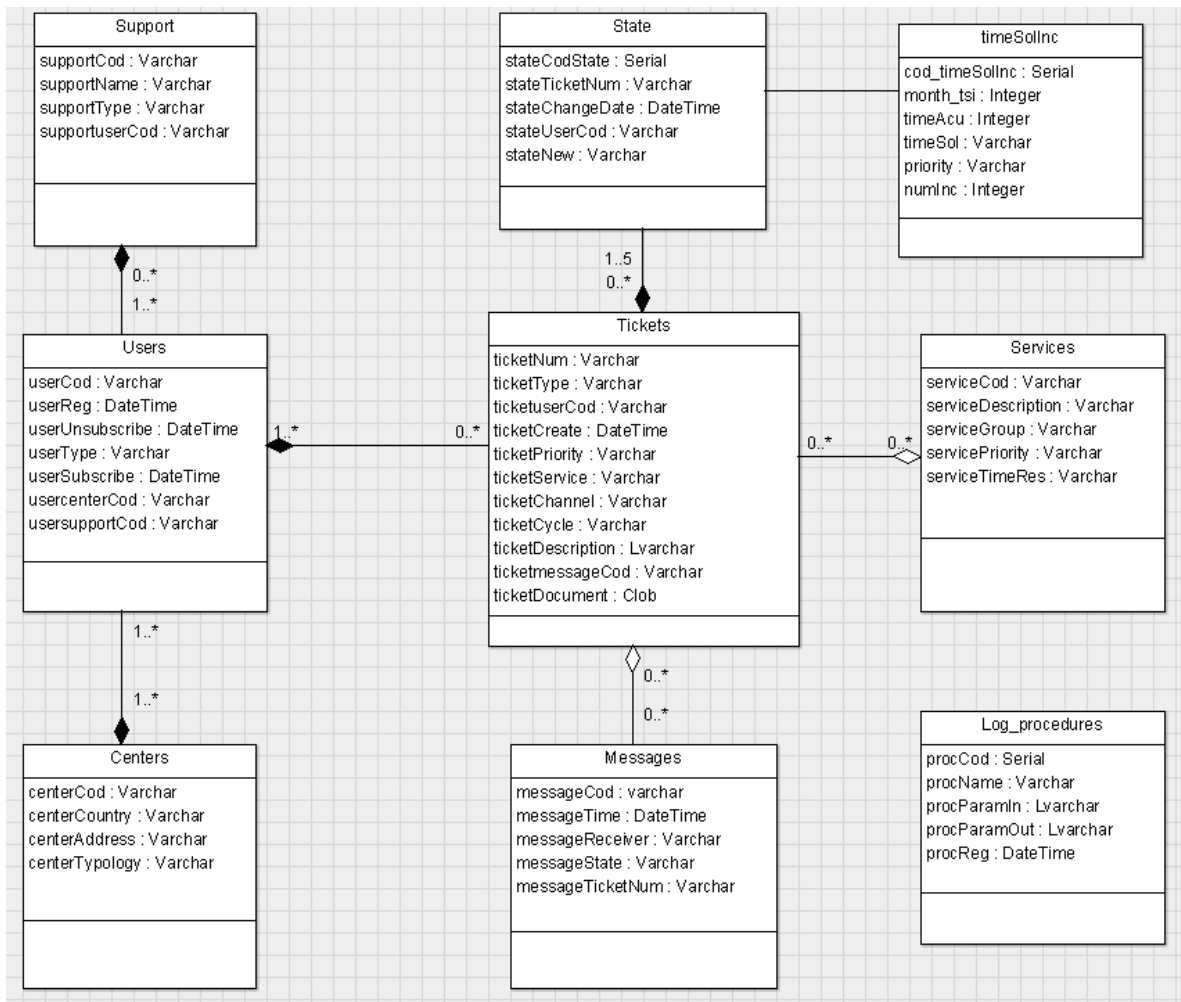 Support
supportCod : Varchar
supportName : Varchar
supportType : Varchar
supportuserCod : Varchar
State
stateCodState : Serial
stateTicketNum : Varchar
stateChangeDate : DateTime
stateUserCod : Varchar
stateNew : Varchar
timeSolInc
cod_timeSolInc : Serial
month_tsi : Integer
timeAcu : Integer
timeSol : Varchar
priority : Varchar
numInc : Integer
0..*
1..*
1..5
0..*
Users
userCod : Varchar
userReg : DateTime
userUnsubscribe : DateTime
userType : Varchar
userSubscribe : DateTime
usercenterCod : Varchar
usersupportCod : Varchar
1..*
0..*
Tickets
ticketNum : Varchar
ticketType : Varchar
ticketuserCod : Varchar
ticketCreate : DateTime
ticketPriority : Varchar
ticketService : Varchar
ticketChannel : Varchar
ticketCycle : Varchar
ticketDescription : Lvarchar
ticketmessageCod : Varchar
ticketDocument : Clob
0..*
0..*
Services
serviceCod : Varchar
serviceDescription : Varchar
serviceGroup : Varchar
servicePriority : Varchar
serviceTimeRes : Varchar
1..*
1..*
0..*
0..*
Centers
centerCod : Varchar
centerCountry : Varchar
centerAddress : Varchar
centerTypology : Varchar
Messages
messageCod : varchar
messageTime : DateTime
messageReceiver : Varchar
messageState : Varchar
messageTicketNum : Varchar
Log_procedures
procCod : Serial
procName : Varchar
procParamIn : Lvarchar
procParamOut : Lvarchar
procReg : DateTime